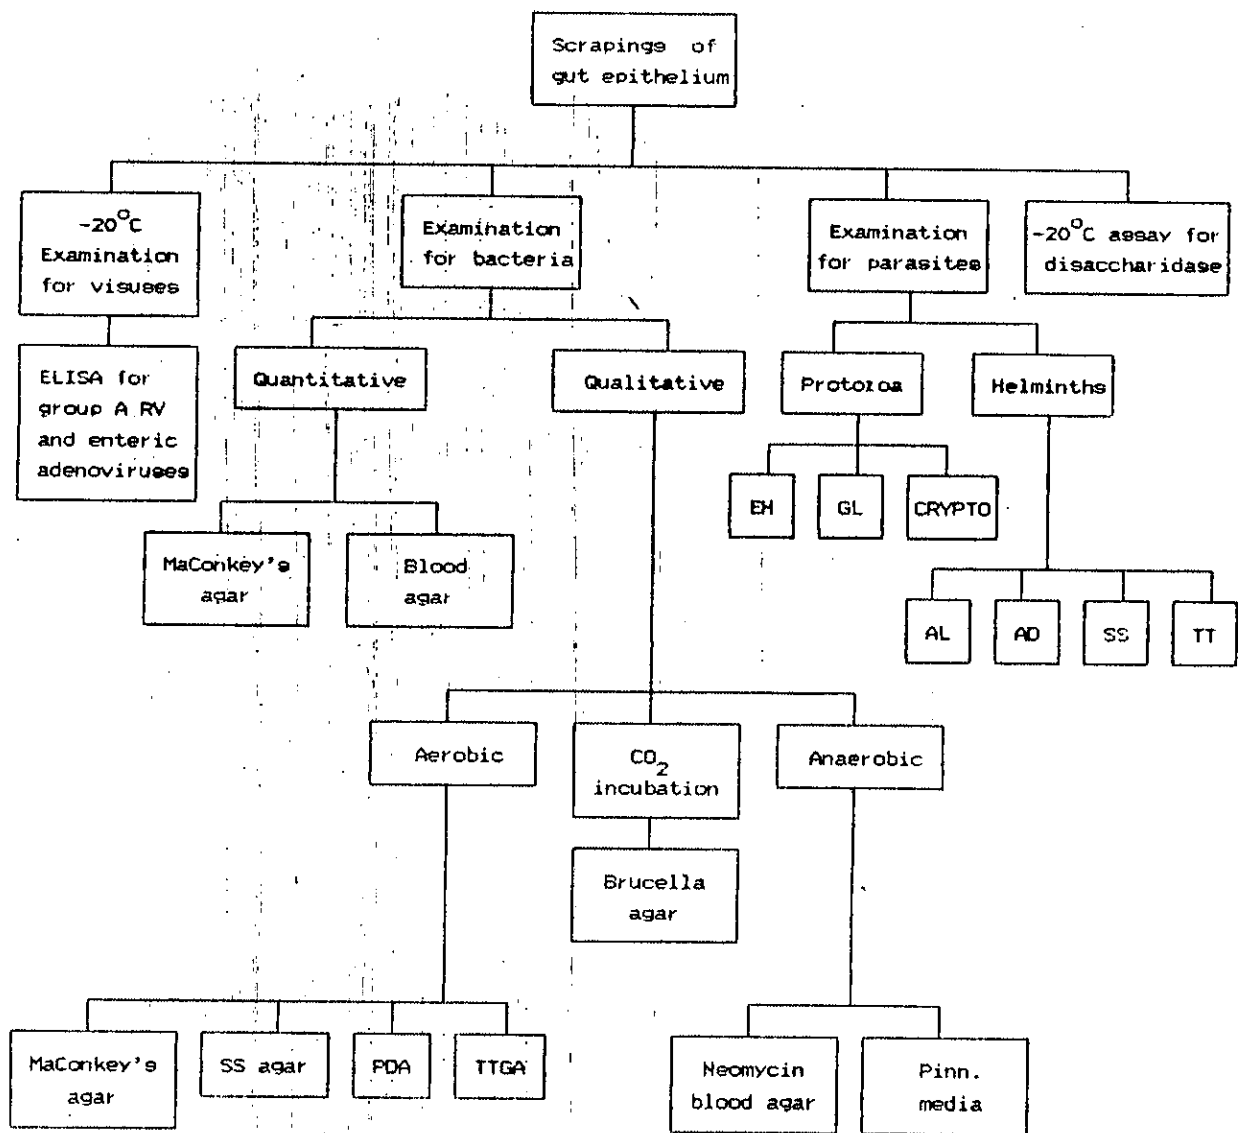 Scrapings of
gut epithelium
-20°C
Examination
for visuses
Examination
for bacteria
Examination
for parasites
-20°C assay for
disaccharidase
ELISA for
group A RV
and enteric
adenoviruses
Quantitative
Qualitative
Protozoa
Helminths
EH
GL
CRYPTO
MaConkey's
agar
Blood
agar
AL
AD
SS
TT
Aerobic
CO2
incubation
Anaerobic
Brucella
agar
MaConkey's
agar
SS agar
PDA
TTGA
Neomycin
blood agar
Pinn.
media